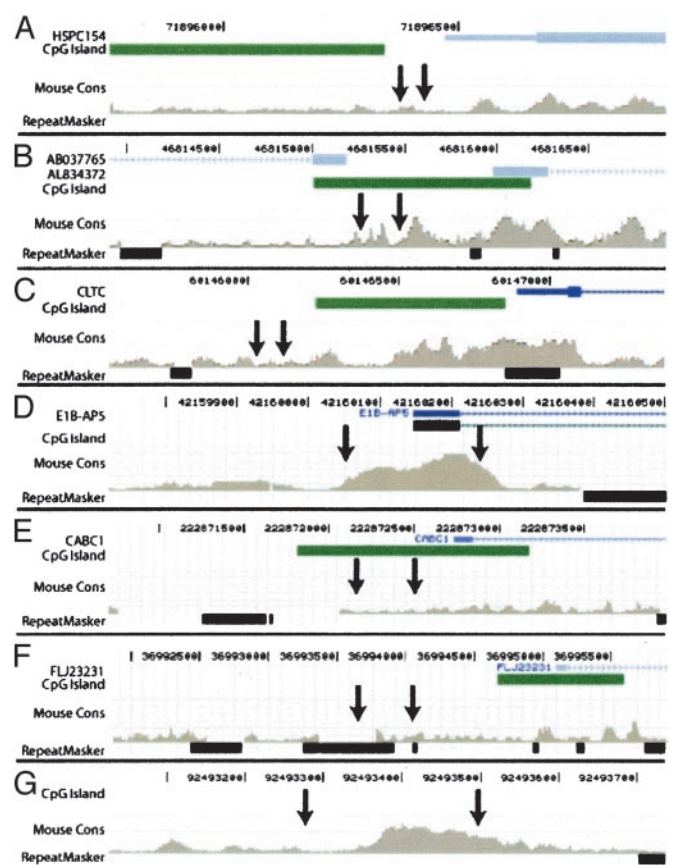 A
71896000| 71896500|
HSPC154
CpG Island
Mouse Cons
RepeatMasker
B
| 46814500| 46815000| 46815500| 46816000| 46816500|
AB037765
AL834372
CpG Island
Mouse Cons
RepeatMasker
C
60146000| 60146500| 60147000|
CLTC
CpG Island
Mouse Cons
RepeatMasker
D
| 42159900| 42160000| 42160100| 42160200| 42160300| 42160400| 42160500|
E1B-AP5 E1B-AP5
CpG Island
Mouse Cons
RepeatMasker
E
| 222871500| 222872000| 222872500| 222873000| 222873500|
CABC1 CABC1
CpG Island
Mouse Cons
RepeatMasker
F
| 36992500| 36993000| 36993500| 36994000| 36994500| 36995000| 36995500|
FLJ23231 FLJ23231
CpG Island
Mouse Cons
RepeatMasker
G
| 92493200| 92493300| 92493400| 92493500| 92493600| 92493700|
CpG Island
Mouse Cons
RepeatMasker